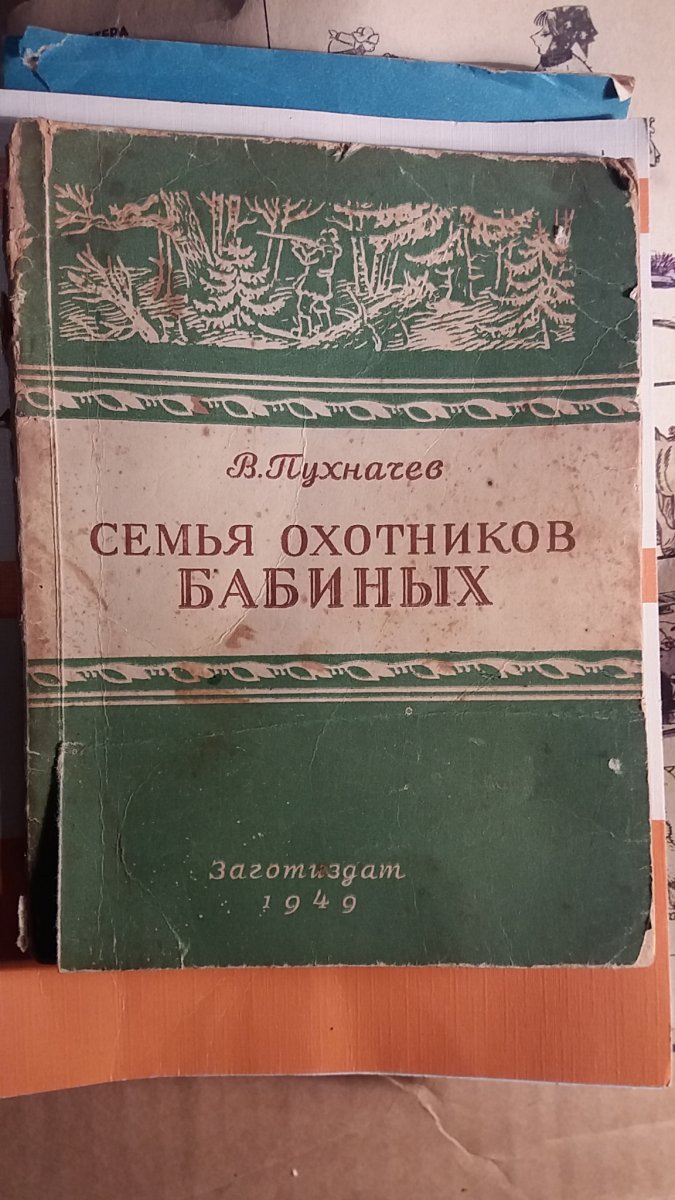 В. Пухначев
СЕМЬЯ ОХОТНИКОВ
БАБИНЫХ
Заготиздат
1949